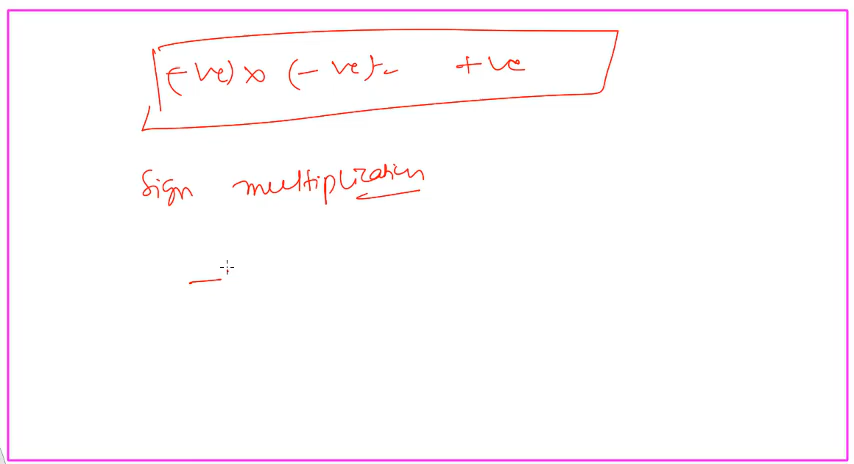 (-ve) × (-ve) = +ve
Sign multiplication
—